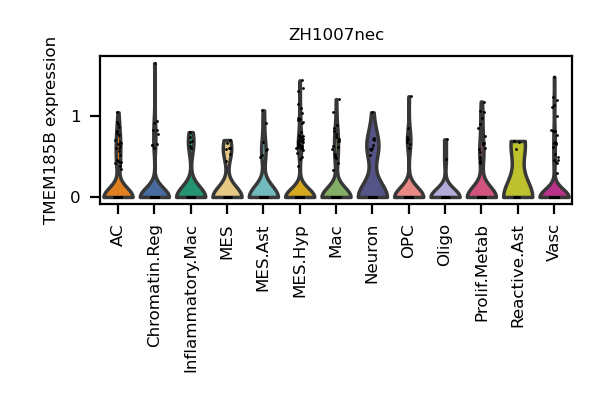 ZH1007nec
TMEM185B expression
1
0
AC
Chromatin.Reg
Inflammatory.Mac
MES
MES.Ast
MES.Hyp
Mac
Neuron
OPC
Oligo
Prolif.Metab
Reactive.Ast
Vasc